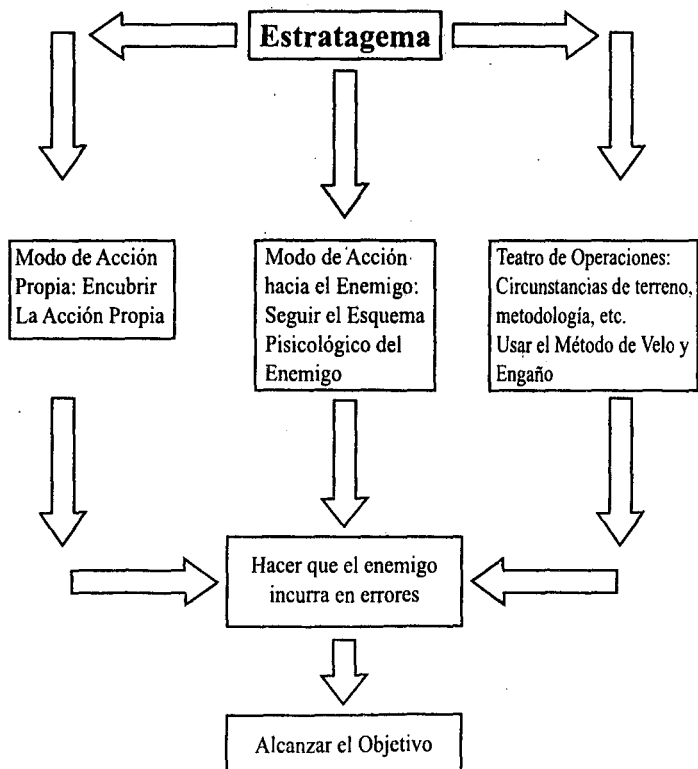 Estratagema
Modo de Acción
Propia: Encubrir
La Acción Propia
Modo de Acción
hacia el Enemigo:
Seguir el Esquema
Pisicológico del
Enemigo
Teatro de Operaciones:
Circunstancias de terreno,
metodología, etc.
Usar el Método de Velo y
Engaño
Hacer que el enemigo
incurra en errores
Alcanzar el Objetivo